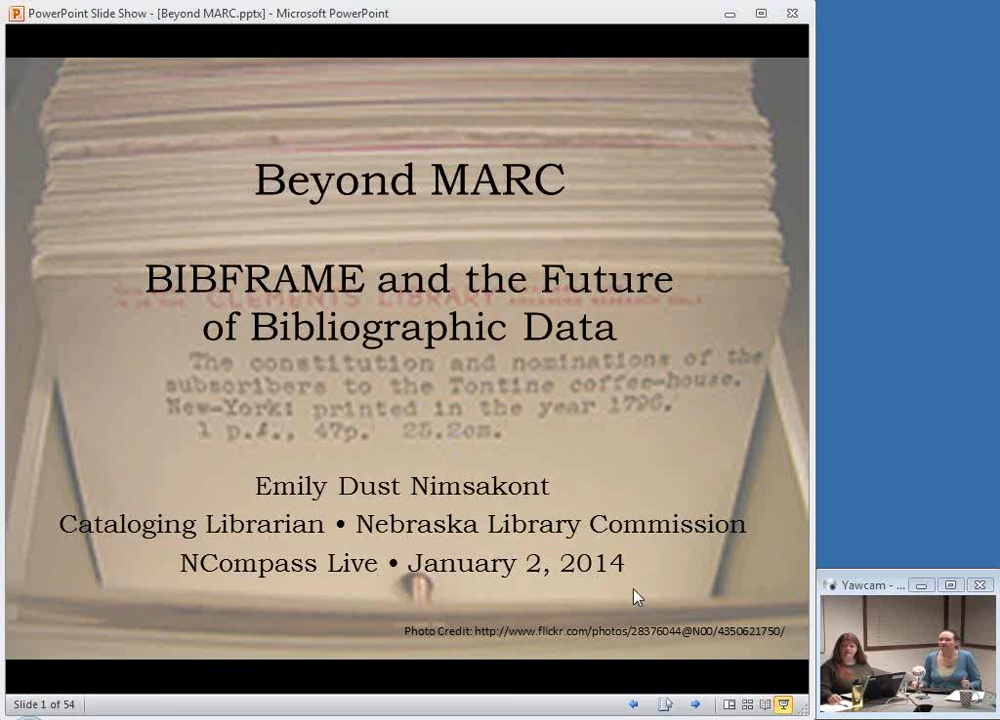 PowerPoint Slide Show - [Beyond MARC.pptx] - Microsoft PowerPoint
Beyond MARC
BIBFRAME and the Future
CLEMENTS LIBRARY
of Bibliographic Data
The constitution and nominations of the
subscribers to the Tontine coffee-house.
New-York: printed in the year 1796.
1 p.l., 47p. 25.2cm.
Emily Dust Nimsakont
Cataloging Librarian • Nebraska Library Commission
NCompass Live • January 2, 2014
Photo Credit: http://www.flickr.com/photos/28376044@N00/4350621750/
Slide 1 of 54
Yawcam - ...